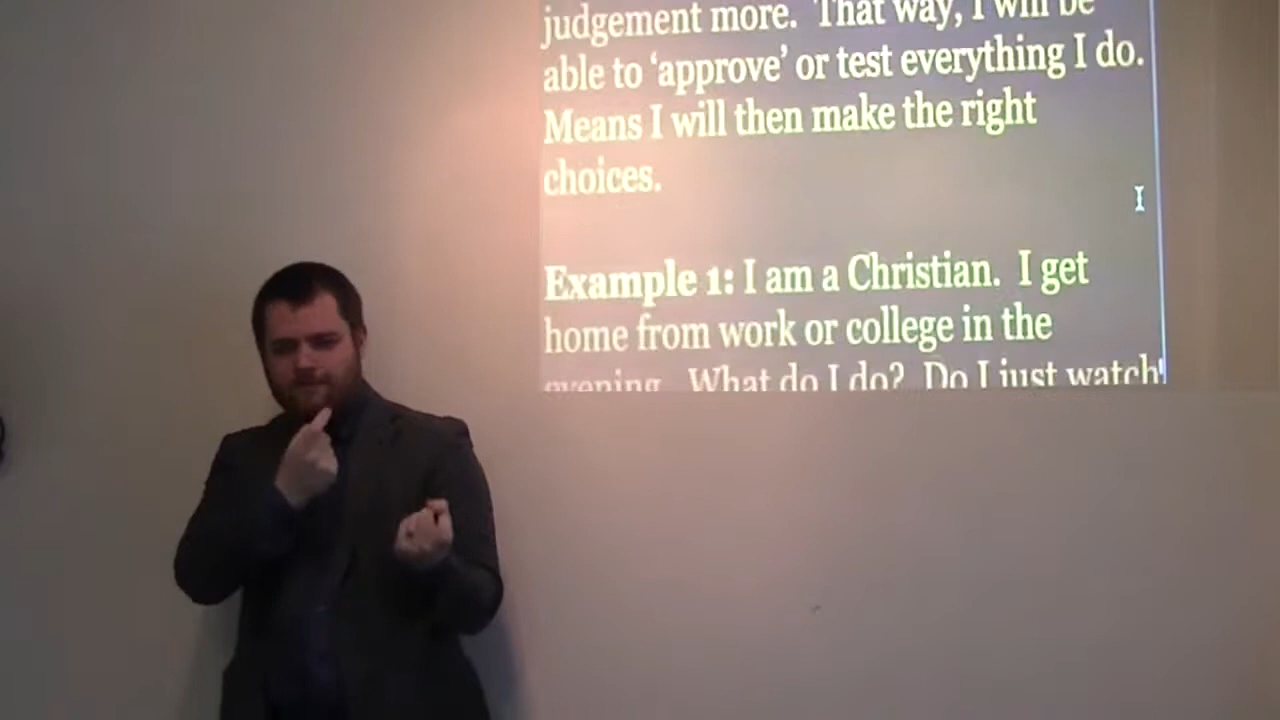 judgement more. That way, I will be
able to ‘approve’ or test everything I do.
Means I will then make the right
choices.
Example 1: I am a Christian. I get
home from work or college in the
evening. What do I do? Do I just watch